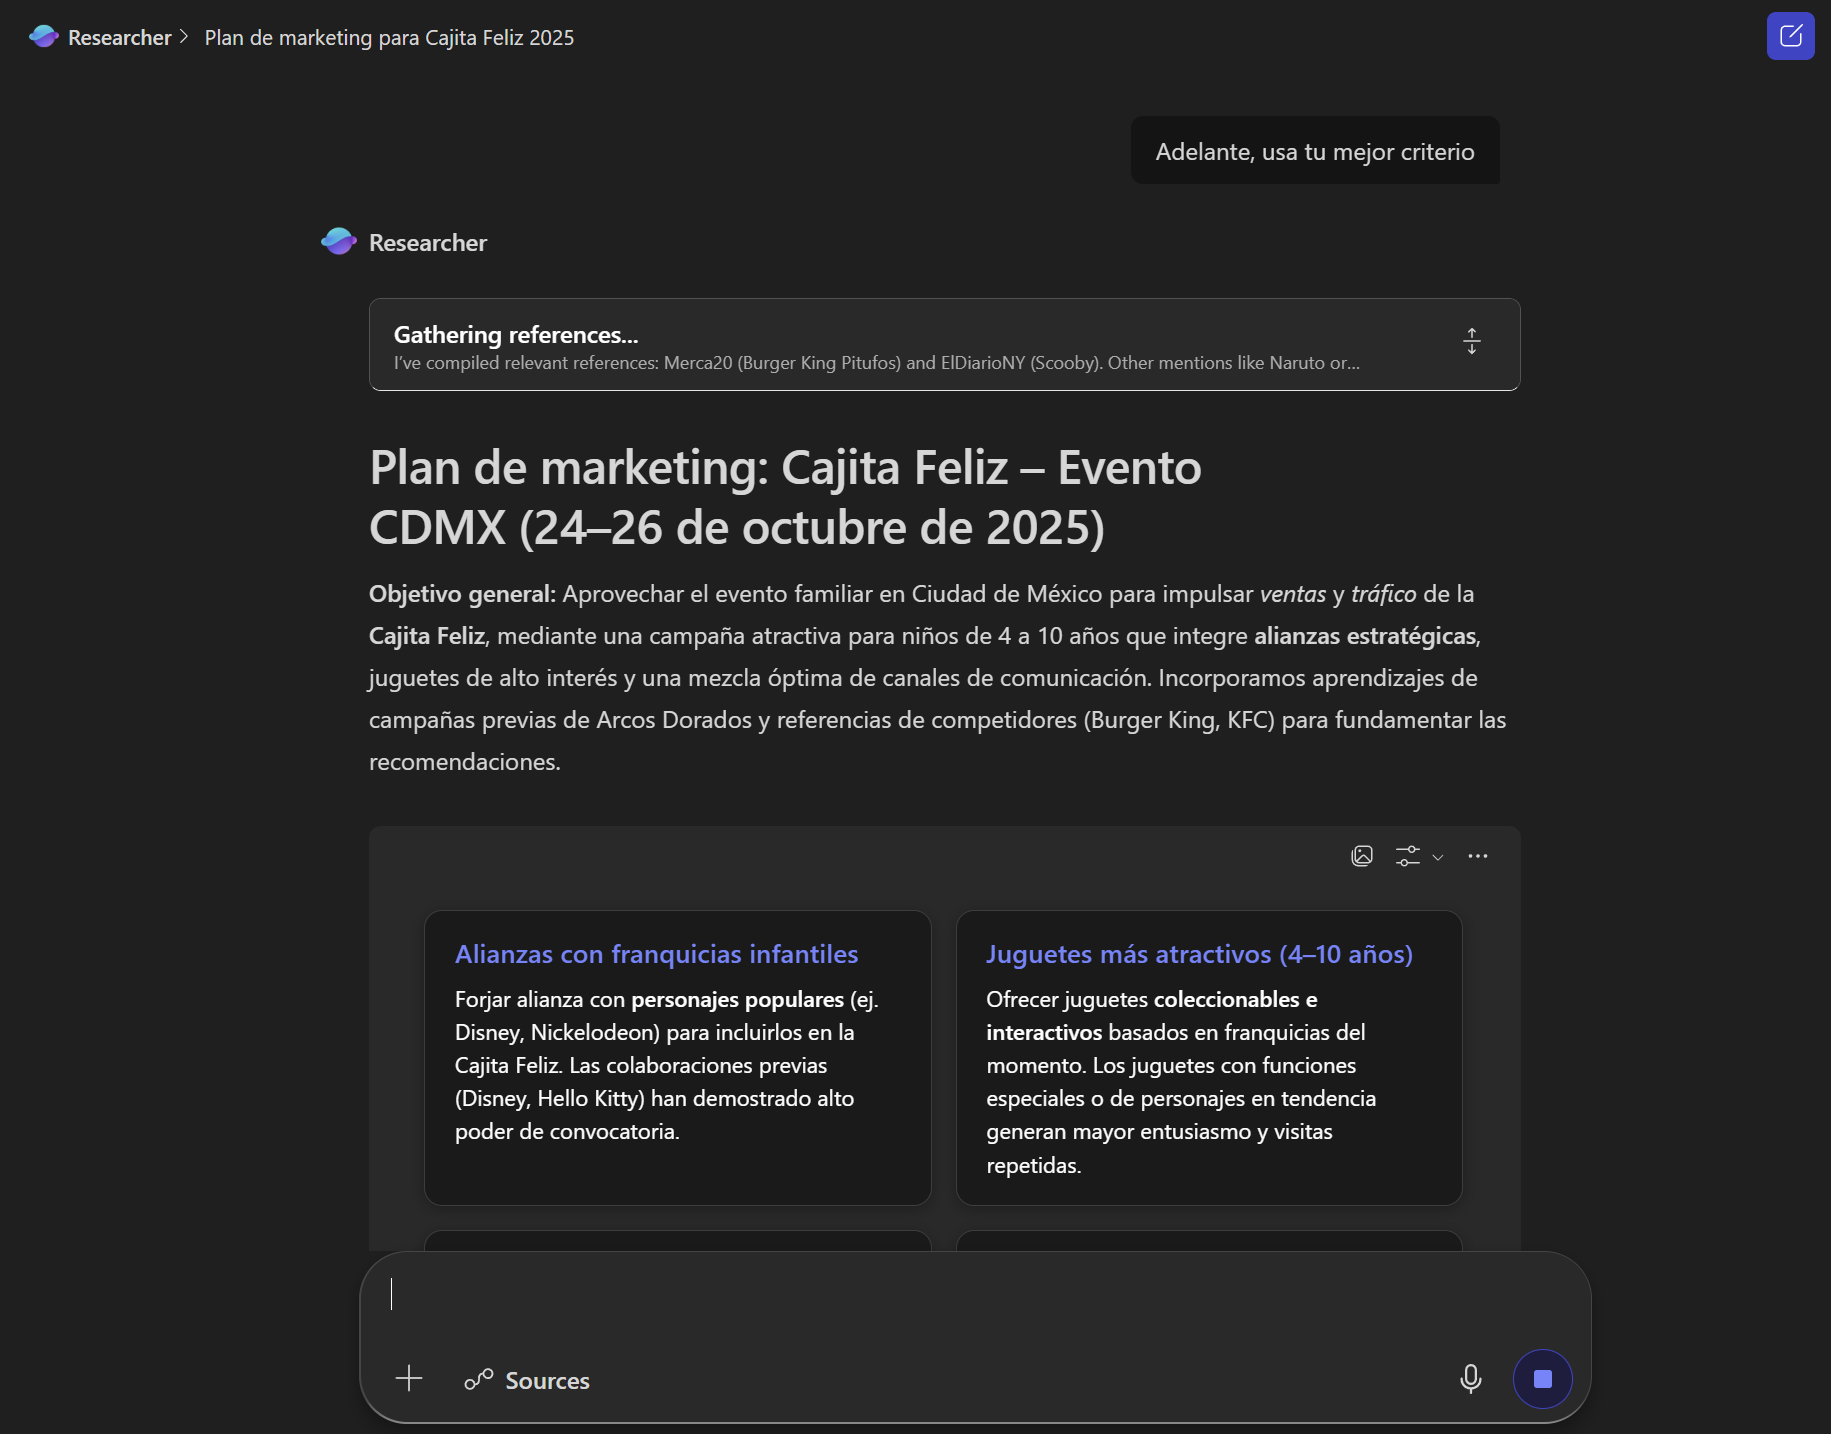 Researcher > Plan de marketing para Cajita Feliz 2025
Adelante, usa tu mejor criterio
Researcher
Gathering references...
I've compiled relevant references: Merca20 (Burger King Pitufos) and ElDiarioNY (Scooby). Other mentions like Naruto or...
Plan de marketing: Cajita Feliz – Evento
CDMX (24–26 de octubre de 2025)
Objetivo general: Aprovechar el evento familiar en Ciudad de México para impulsar ventas y tráfico de la
Cajita Feliz, mediante una campaña atractiva para niños de 4 a 10 años que integre alianzas estratégicas,
juguetes de alto interés y una mezcla óptima de canales de comunicación. Incorporamos aprendizajes de
campañas previas de Arcos Dorados y referencias de competidores (Burger King, KFC) para fundamentar las
recomendaciones.
Alianzas con franquicias infantiles
Forjar alianza con personajes populares (ej.
Disney, Nickelodeon) para incluirlos en la
Cajita Feliz. Las colaboraciones previas
(Disney, Hello Kitty) han demostrado alto
poder de convocatoria.
Juguetes más atractivos (4–10 años)
Ofrecer juguetes coleccionables e
interactivos basados en franquicias del
momento. Los juguetes con funciones
especiales o de personajes en tendencia
generan mayor entusiasmo y visitas
repetidas.
Sources